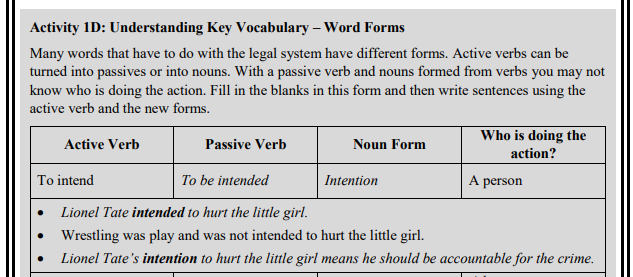 Activity 1D: Understanding Key Vocabulary – Word Forms
Many words that have to do with the legal system have different forms. Active verbs can be
turned into passives or into nouns. With a passive verb and nouns formed from verbs you may not
know who is doing the action. Fill in the blanks in this form and then write sentences using the
active verb and the new forms.
Active Verb Passive Verb Noun Form Who is doing the action?
To intend To be intended Intention A person
• Lionel Tate intended to hurt the little girl.
• Wrestling was play and was not intended to hurt the little girl.
• Lionel Tate’s intention to hurt the little girl means he should be accountable for the crime.